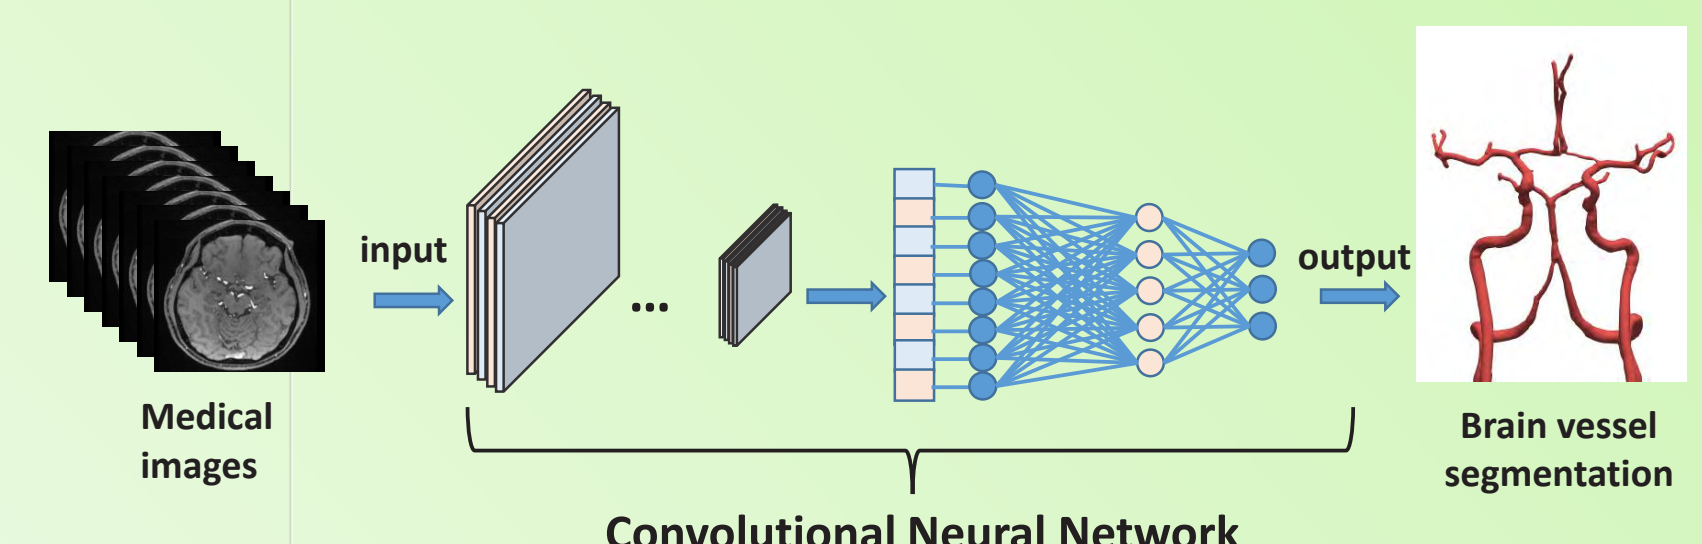 input
...
output
Medical
images
Brain vessel
segmentation
Convolutional Neural Network